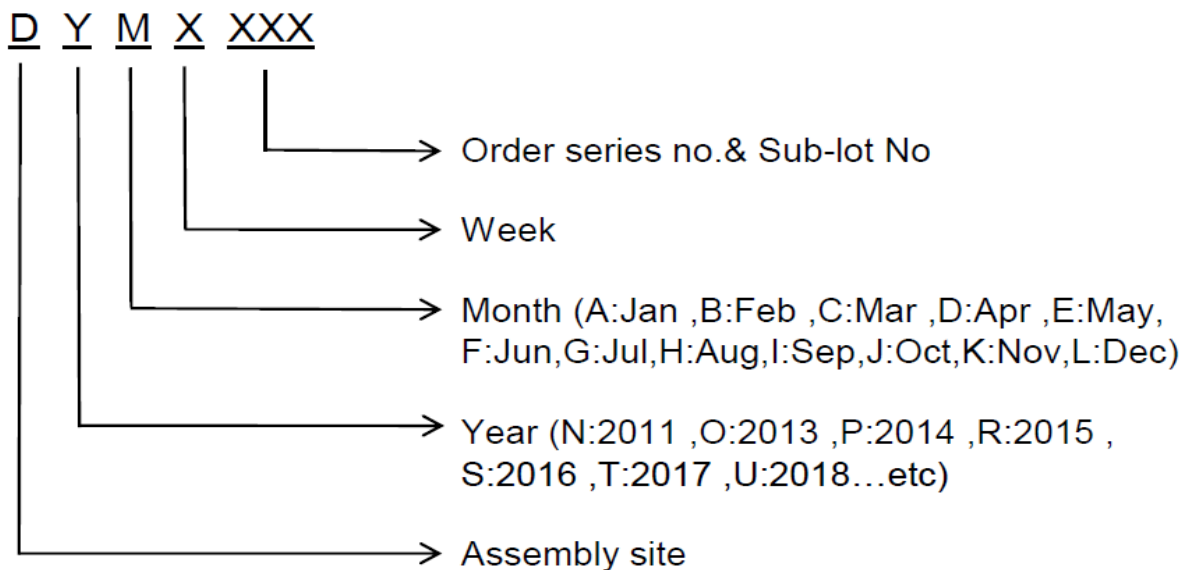 D Y M X XXX
Order series no.& Sub-lot No
Week
Month (A:Jan ,B:Feb ,C:Mar ,D:Apr ,E:May,
F:Jun,G:Jul,H:Aug,I:Sep,J:Oct,K:Nov,L:Dec)
Year (N:2011 ,O:2013 ,P:2014 ,R:2015 ,
S:2016 ,T:2017 ,U:2018...etc)
Assembly site